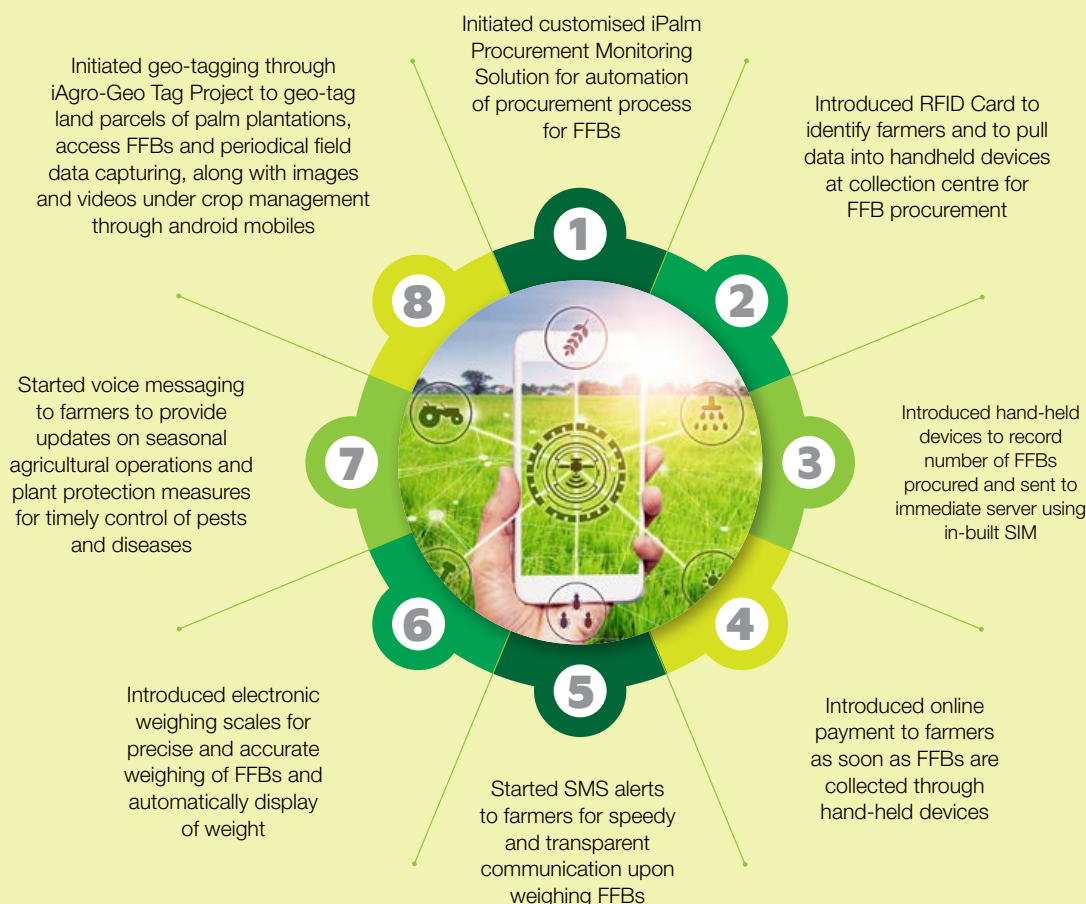 1
Initiated customised iPalm
Procurement Monitoring
Solution for automation
of procurement process
for FFBs
2
Introduced RFID Card to
identify farmers and to pull
data into handheld devices
at collection centre for
FFB procurement
3
Introduced hand-held
devices to record
number of FFBs
procured and sent to
immediate server using
in-built SIM
4
Introduced online
payment to farmers
as soon as FFBs are
collected through
hand-held devices
5
Started SMS alerts
to farmers for speedy
and transparent
communication upon
weighing FFBs
6
Introduced electronic
weighing scales for
precise and accurate
weighing of FFBs and
automatically display
of weight
7
Started voice messaging
to farmers to provide
updates on seasonal
agricultural operations and
plant protection measures
for timely control of pests
and diseases
8
Initiated geo-tagging through
iAgro-Geo Tag Project to geo-tag
land parcels of palm plantations,
access FFBs and periodical field
data capturing, along with images
and videos under crop management
through android mobiles